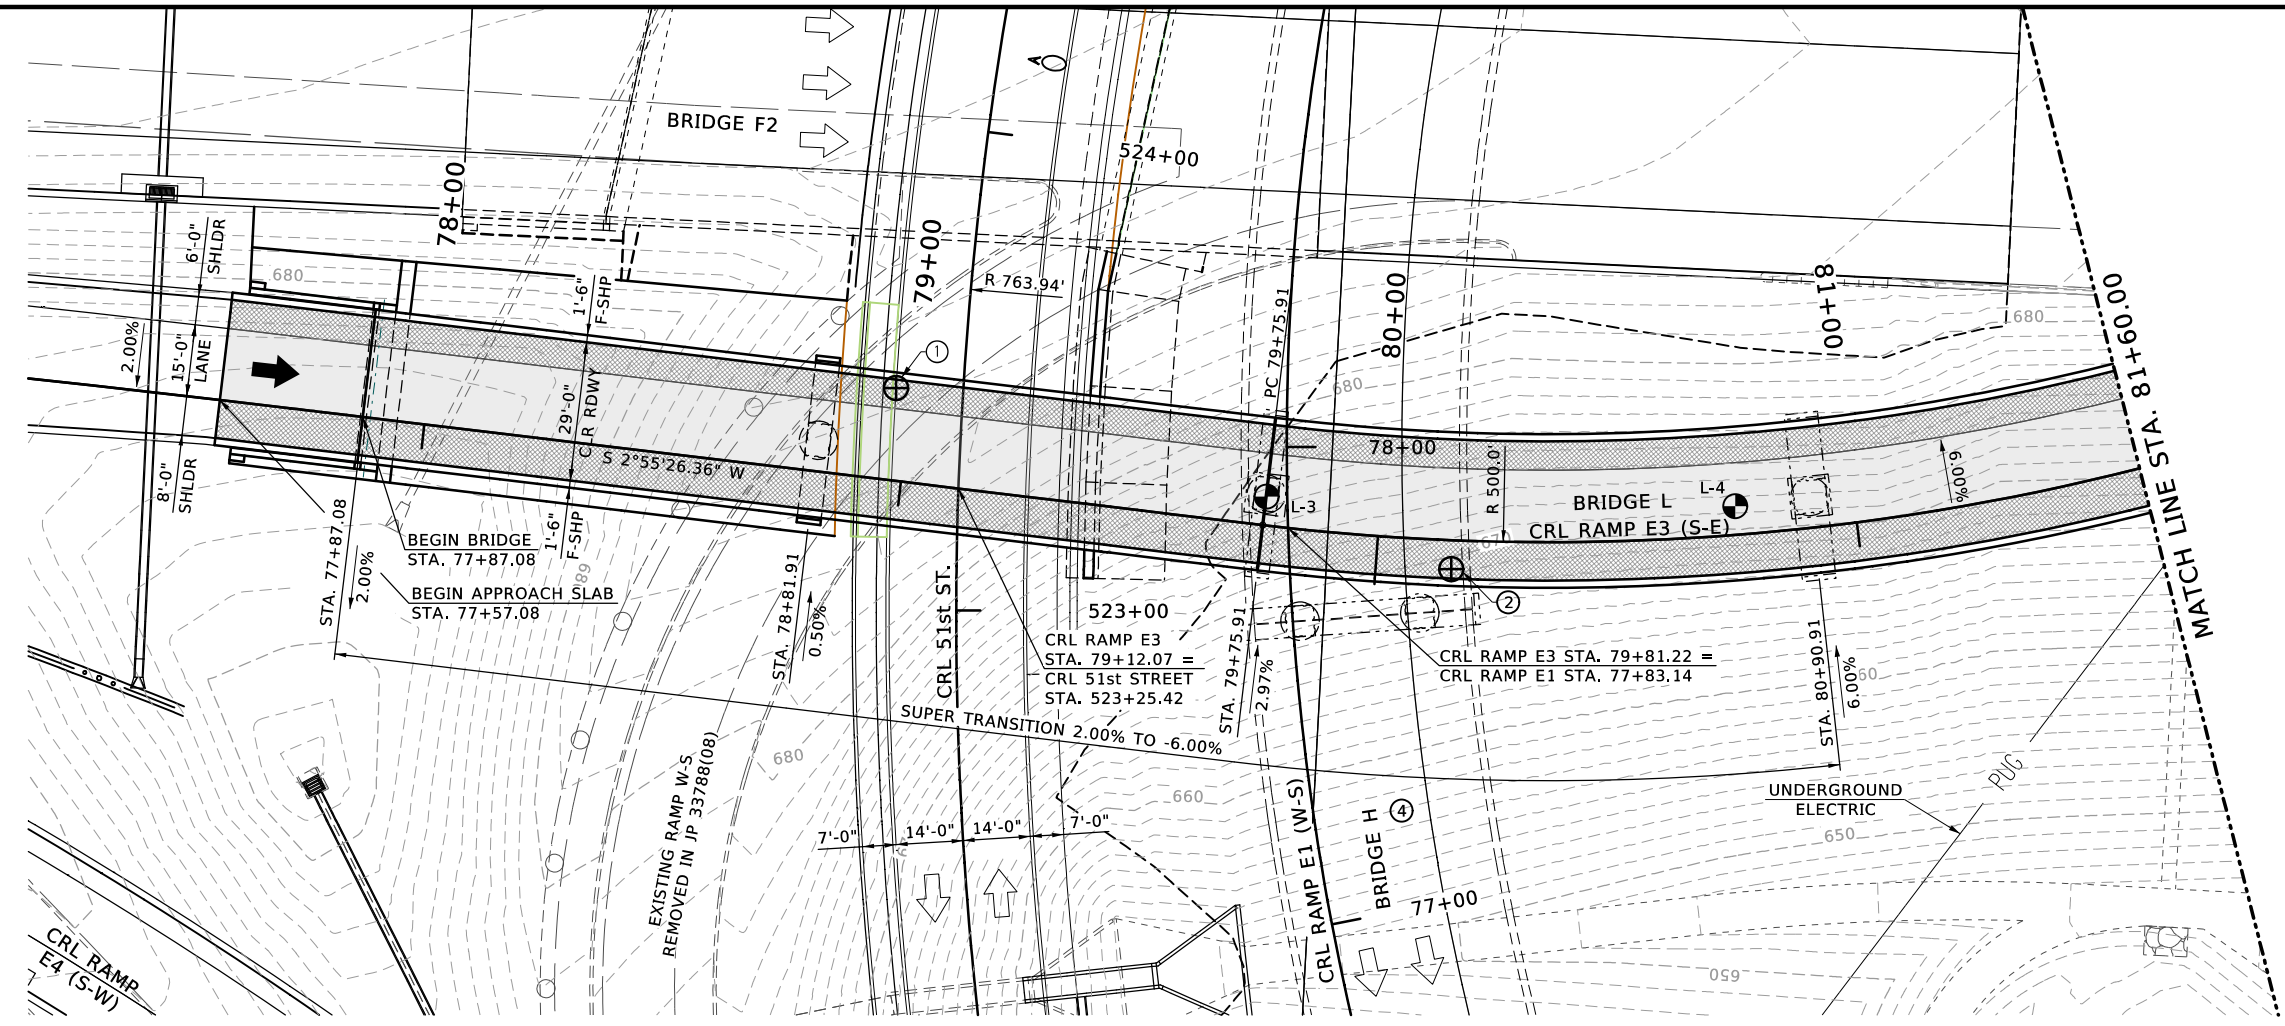 BRIDGE F2
524+00
78+00
79+00
R 763.94'
80+00
81+00
MATCH LINE STA. 81+60.00
6'-0"
SHLDR
680
2.00%
15'-0"
LANE
8'-0"
SHLDR
1'-6"
F-SHP
29'-0"
CLR RDWY
S 2°55'26.36" W
1'-6"
F-SHP
1
PC 79+75.91
680
680
78+00
R 500.0'
L-3
BRIDGE L
L-4
CRL RAMP E3 (S-E)
670
6.00%
BEGIN BRIDGE
STA. 77+87.08
BEGIN APPROACH SLAB
STA. 77+57.08
STA. 77+87.08
2.00%
680
STA. 78+81.91
0.50%
CRL 51st ST.
523+00
CRL RAMP E3
STA. 79+12.07 =
CRL 51st STREET
STA. 523+25.42
STA. 79+75.91
2.97%
2
CRL RAMP E3 STA. 79+81.22 =
CRL RAMP E1 STA. 77+83.14
STA. 80+90.91
6.00%
60
SUPER TRANSITION 2.00% TO -6.00%
680
660
EXISTING RAMP W-S
REMOVED IN JP 33788(08)
7'-0"
14'-0"
14'-0"
7'-0"
CRL RAMP E1 (W-S)
BRIDGE H
4
77+00
UNDERGROUND
ELECTRIC
PUG
650
650
CRL RAMP
E4 (S-W)